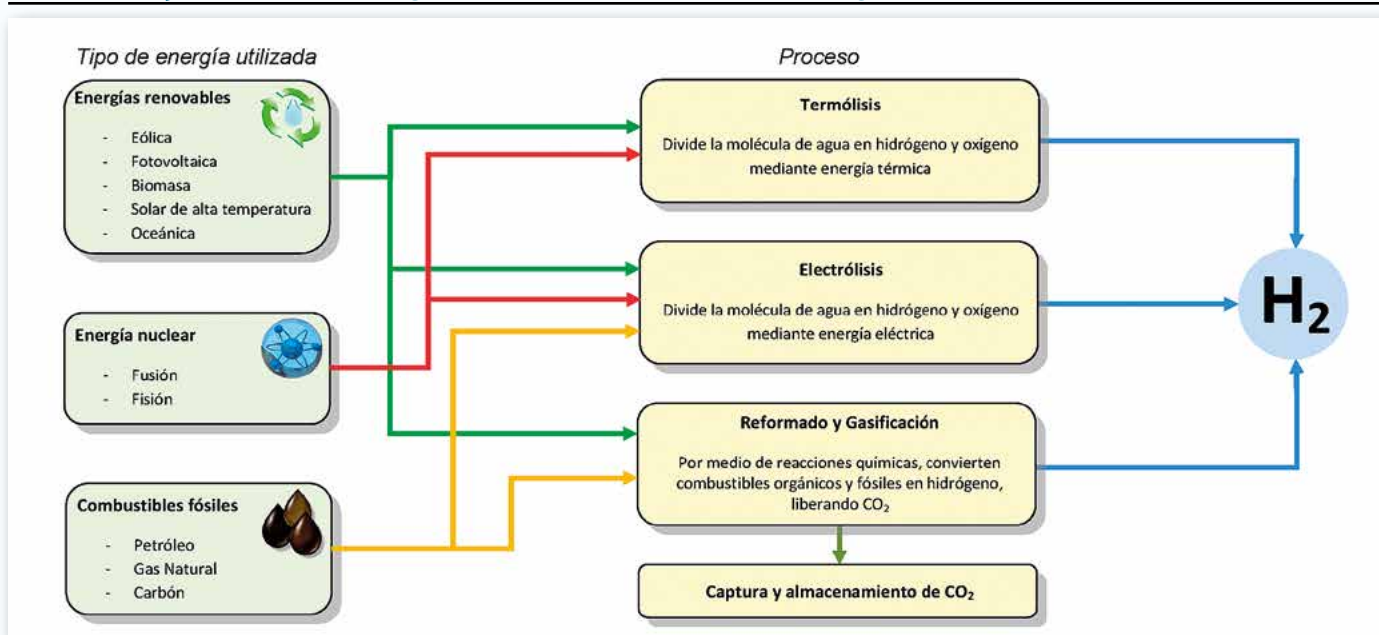 Tipo de energía utilizada
Energías renovables
- Eólica
- Fotovoltaica
- Biomasa
- Solar de alta temperatura
- Oceánica
Energía nuclear
- Fusión
- Fisión
Combustibles fósiles
- Petróleo
- Gas Natural
- Carbón
Proceso
Termólisis
Divide la molécula de agua en hidrógeno y oxígeno
mediante energía térmica
Electrólisis
Divide la molécula de agua en hidrógeno y oxígeno
mediante energía eléctrica
Reformado y Gasificación
Por medio de reacciones químicas, convierten
combustibles orgánicos y fósiles en hidrógeno,
liberando CO₂
Captura y almacenamiento de CO₂
H₂